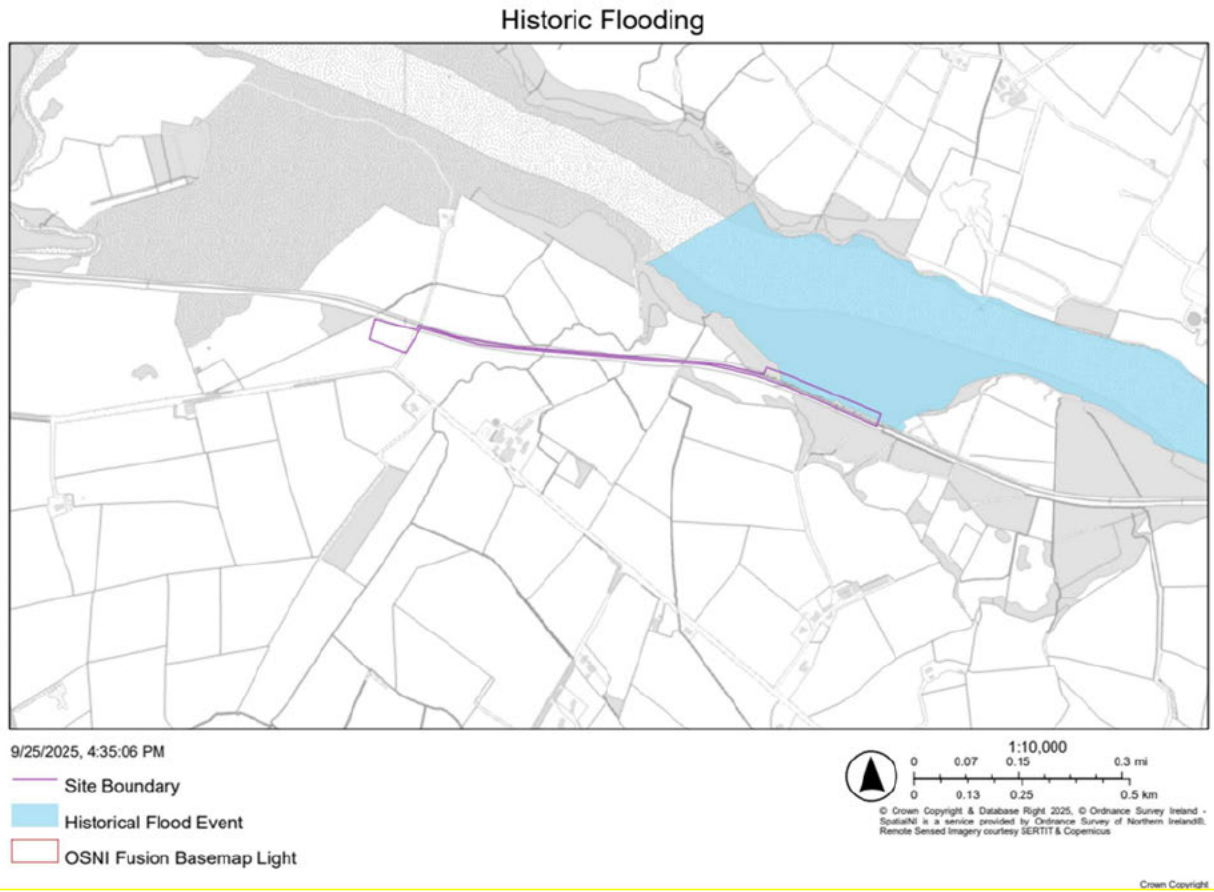 Historic Flooding
9/25/2025, 4:35:06 PM
Site Boundary
Historical Flood Event
OSNI Fusion Basemap Light
1:10,000
0 0.07 0.15 0.3 mi
0 0.13 0.25 0.5 km
© Crown Copyright & Database Right 2025, © Ordnance Survey Ireland -
SpatialNI is a service provided by Ordnance Survey of Northern Ireland®.
Remote Sensed Imagery courtesy SERTIT & Copernicus
Crown Copyright